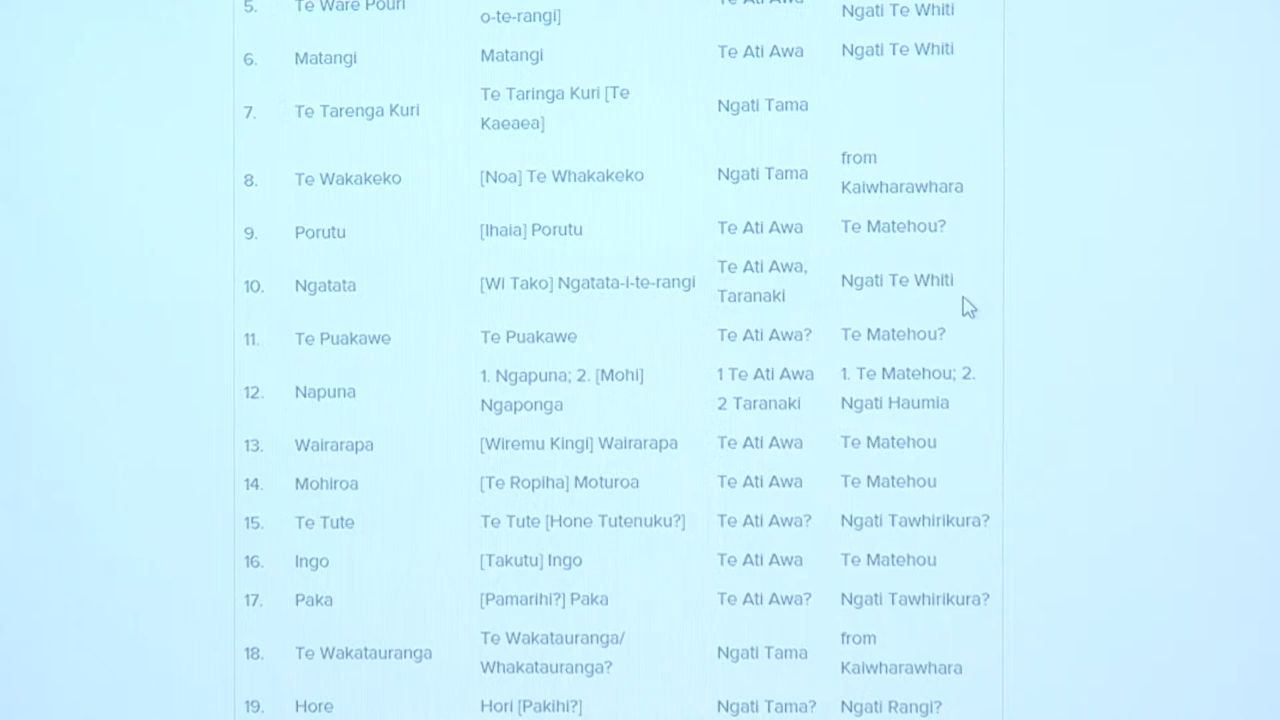 5. Te Ware Pouri o-te-rangi] Te Ati Awa Ngati Te Whiti
6. Matangi Matangi Te Ati Awa Ngati Te Whiti
7. Te Tarenga Kuri Te Taringa Kuri [Te Kaeaea] Ngati Tama
8. Te Wakakeko [Noa] Te Whakakeko Ngati Tama from Kaiwharawhara
9. Porutu [Ihaia] Porutu Te Ati Awa Te Matehou?
10. Ngatata [Wi Tako] Ngatata-i-te-rangi Te Ati Awa, Taranaki Ngati Te Whiti
11. Te Puakawe Te Puakawe Te Ati Awa? Te Matehou?
12. Napuna 1. Ngapuna; 2. [Mohi] Ngaponga 1 Te Ati Awa 2 Taranaki 1. Te Matehou; 2. Ngati Haumia
13. Wairarapa [Wiremu Kingi] Wairarapa Te Ati Awa Te Matehou
14. Mohiroa [Te Ropiha] Moturoa Te Ati Awa Te Matehou
15. Te Tute Te Tute [Hone Tutenuku?] Te Ati Awa? Ngati Tawhirikura?
16. Ingo [Takutu] Ingo Te Ati Awa Te Matehou
17. Paka [Pamarihi?] Paka Te Ati Awa? Ngati Tawhirikura?
18. Te Wakatauranga Te Wakatauranga/ Whakatauranga? Ngati Tama from Kaiwharawhara
19. Hore Hori [Pakihi?] Ngati Tama? Ngati Rangi?